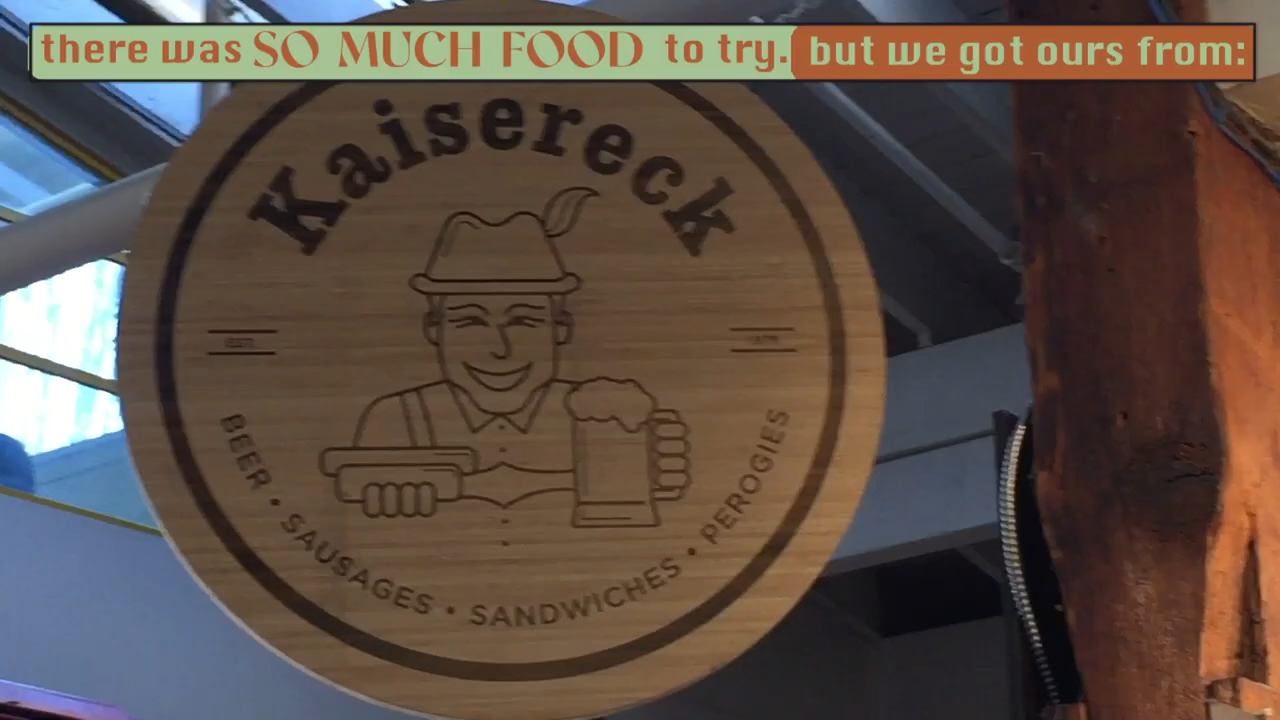 there was SO MUCH FOOD to try. but we got ours from:
Kaisereck
BEER • SAUSAGES • SANDWICHES • PEROGIES